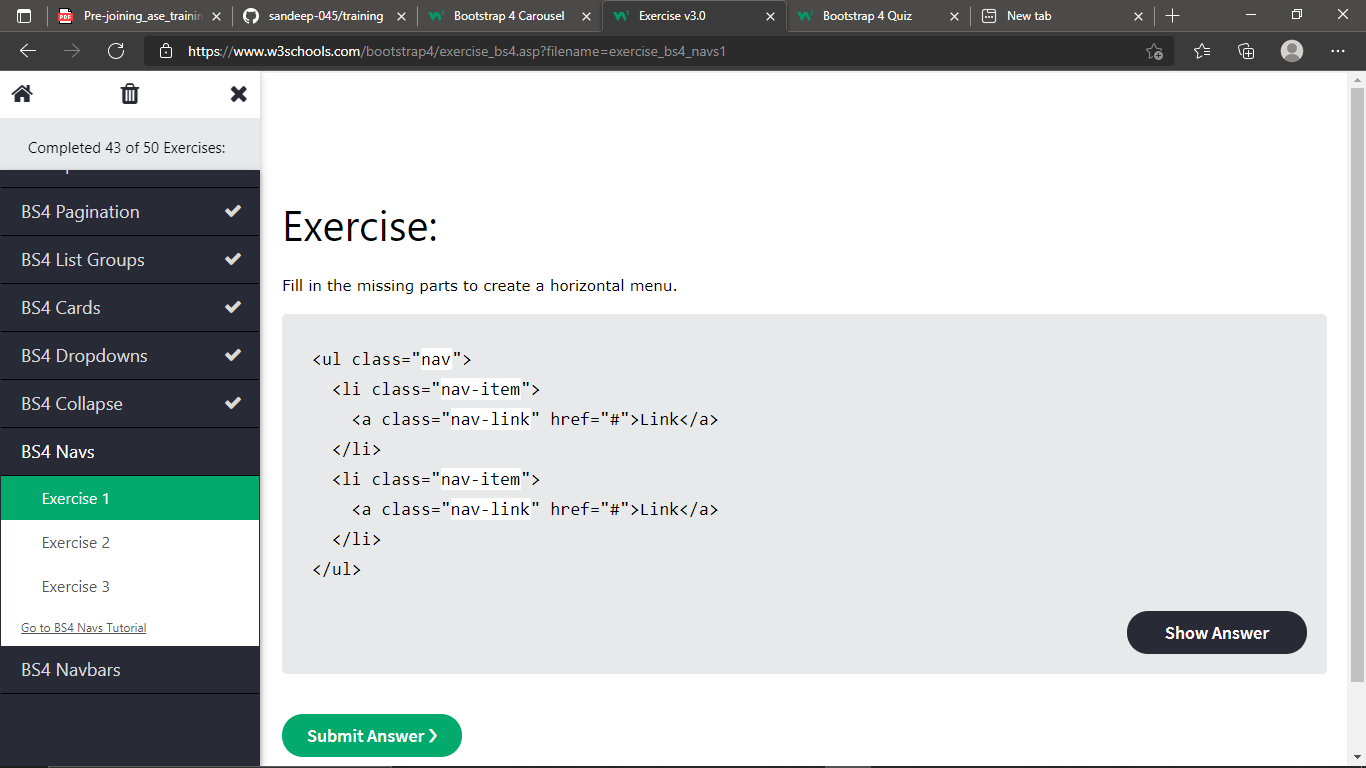 Pre-joining_ase_trainin
sandeep-045/training
Bootstrap 4 Carousel
Exercise v3.0
Bootstrap 4 Quiz
New tab
https://www.w3schools.com/bootstrap4/exercise_bs4.asp?filename=exercise_bs4_navs1
Completed 43 of 50 Exercises:
BS4 Pagination
BS4 List Groups
BS4 Cards
BS4 Dropdowns
BS4 Collapse
BS4 Navs
Exercise 1
Exercise 2
Exercise 3
Go to BS4 Navs Tutorial
BS4 Navbars
Exercise:
Fill in the missing parts to create a horizontal menu.
<ul class="nav">
<li class="nav-item">
<a class="nav-link" href="#">Link</a>
</li>
<li class="nav-item">
<a class="nav-link" href="#">Link</a>
</li>
</ul>
Show Answer
Submit Answer ❯